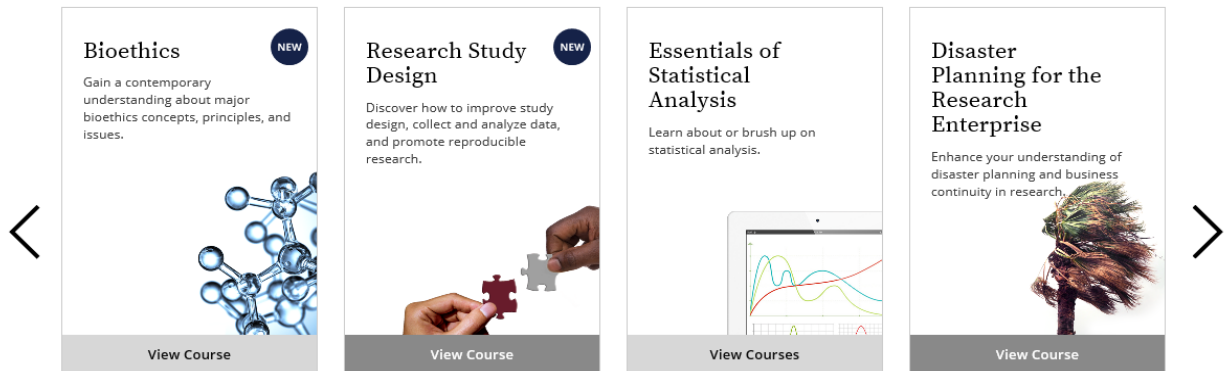 Bioethics
NEW
Gain a contemporary
understanding about major
bioethics concepts, principles, and
issues.
View Course
Research Study
Design
NEW
Discover how to improve study
design, collect and analyze data,
and promote reproducible
research.
View Course
Essentials of
Statistical
Analysis
Learn about or brush up on
statistical analysis.
View Courses
Disaster
Planning for the
Research
Enterprise
Enhance your understanding of
disaster planning and business
continuity in research.
View Course